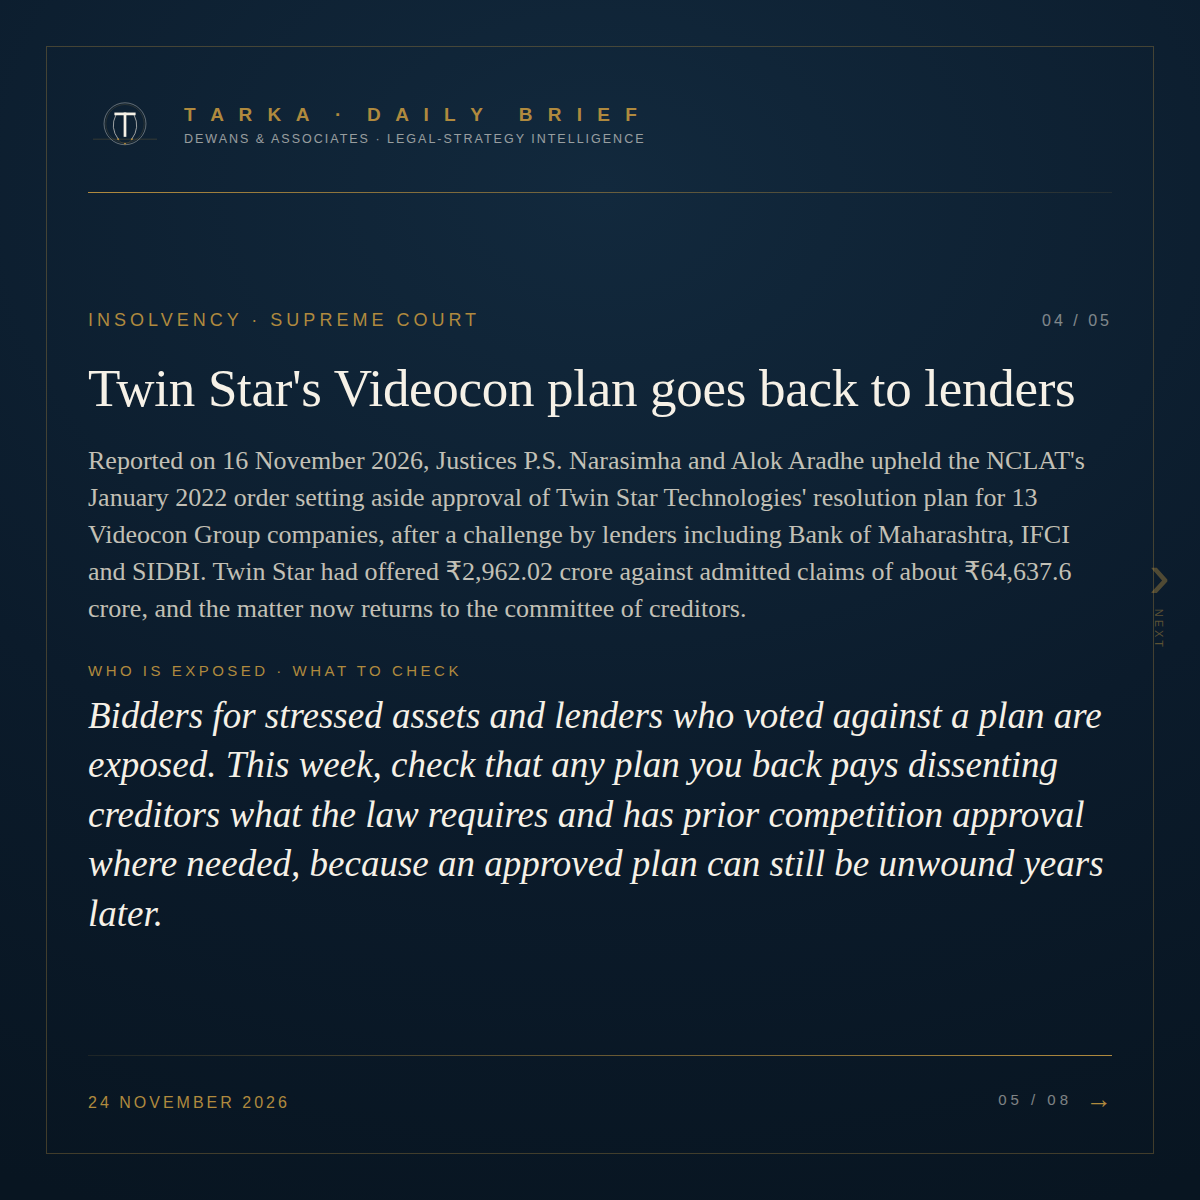 T
TARKA · DAILY BRIEF
DEWANS & ASSOCIATES · LEGAL-STRATEGY INTELLIGENCE
INSOLVENCY · SUPREME COURT
04 / 05
Twin Star's Videocon plan goes back to lenders
Reported on 16 November 2026, Justices P.S. Narasimha and Alok Aradhe upheld the NCLAT's
January 2022 order setting aside approval of Twin Star Technologies' resolution plan for 13
Videocon Group companies, after a challenge by lenders including Bank of Maharashtra, IFCI
and SIDBI. Twin Star had offered ₹2,962.02 crore against admitted claims of about ₹64,637.6
crore, and the matter now returns to the committee of creditors.
› NEXT
WHO IS EXPOSED · WHAT TO CHECK
Bidders for stressed assets and lenders who voted against a plan are
exposed. This week, check that any plan you back pays dissenting
creditors what the law requires and has prior competition approval
where needed, because an approved plan can still be unwound years
later.
24 NOVEMBER 2026
05 / 08 →